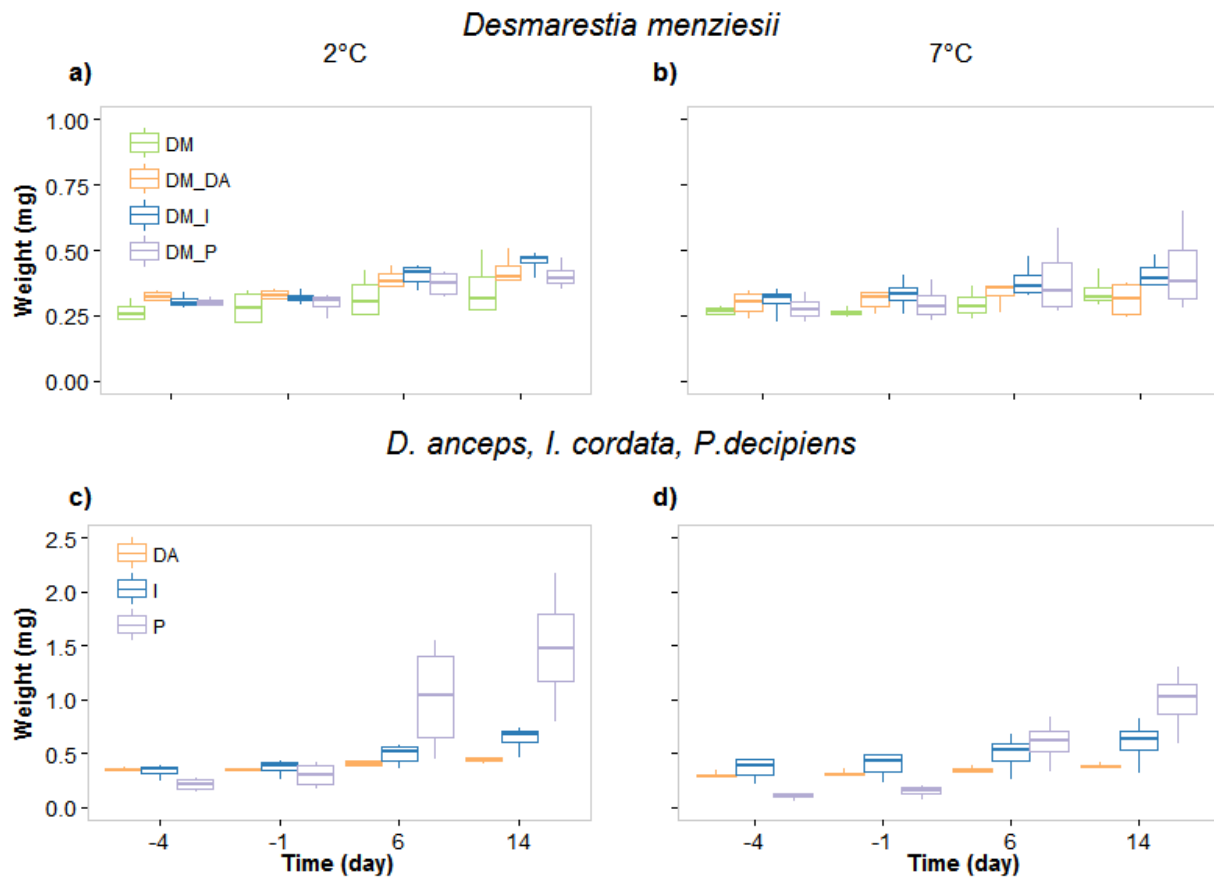 Desmarestia menziesii
2°C
7°C
a)
b)
1.00
0.75
0.50
0.25
0.00
Weight (mg)
DM
DM_DA
DM_I
DM_P
D. anceps, I. cordata, P.decipiens
c)
d)
2.5
2.0
1.5
1.0
0.5
0.0
Weight (mg)
DA
I
P
-4 -1 6 14
-4 -1 6 14
Time (day)
Time (day)